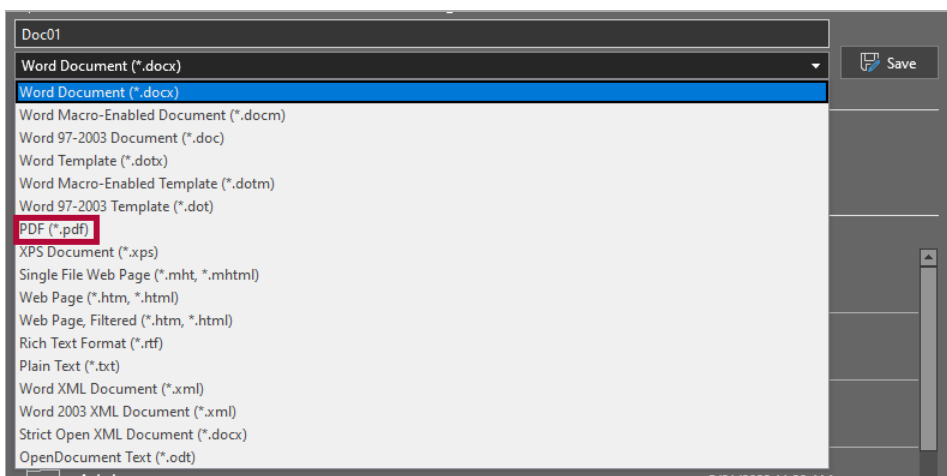 Doc01
Word Document (*.docx)
Save
Word Document (*.docx)
Word Macro-Enabled Document (*.docm)
Word 97-2003 Document (*.doc)
Word Template (*.dotx)
Word Macro-Enabled Template (*.dotm)
Word 97-2003 Template (*.dot)
PDF (*.pdf)
XPS Document (*.xps)
Single File Web Page (*.mht, *.mhtml)
Web Page (*.htm, *.html)
Web Page, Filtered (*.htm, *.html)
Rich Text Format (*.rtf)
Plain Text (*.txt)
Word XML Document (*.xml)
Word 2003 XML Document (*.xml)
Strict Open XML Document (*.docx)
OpenDocument Text (*.odt)